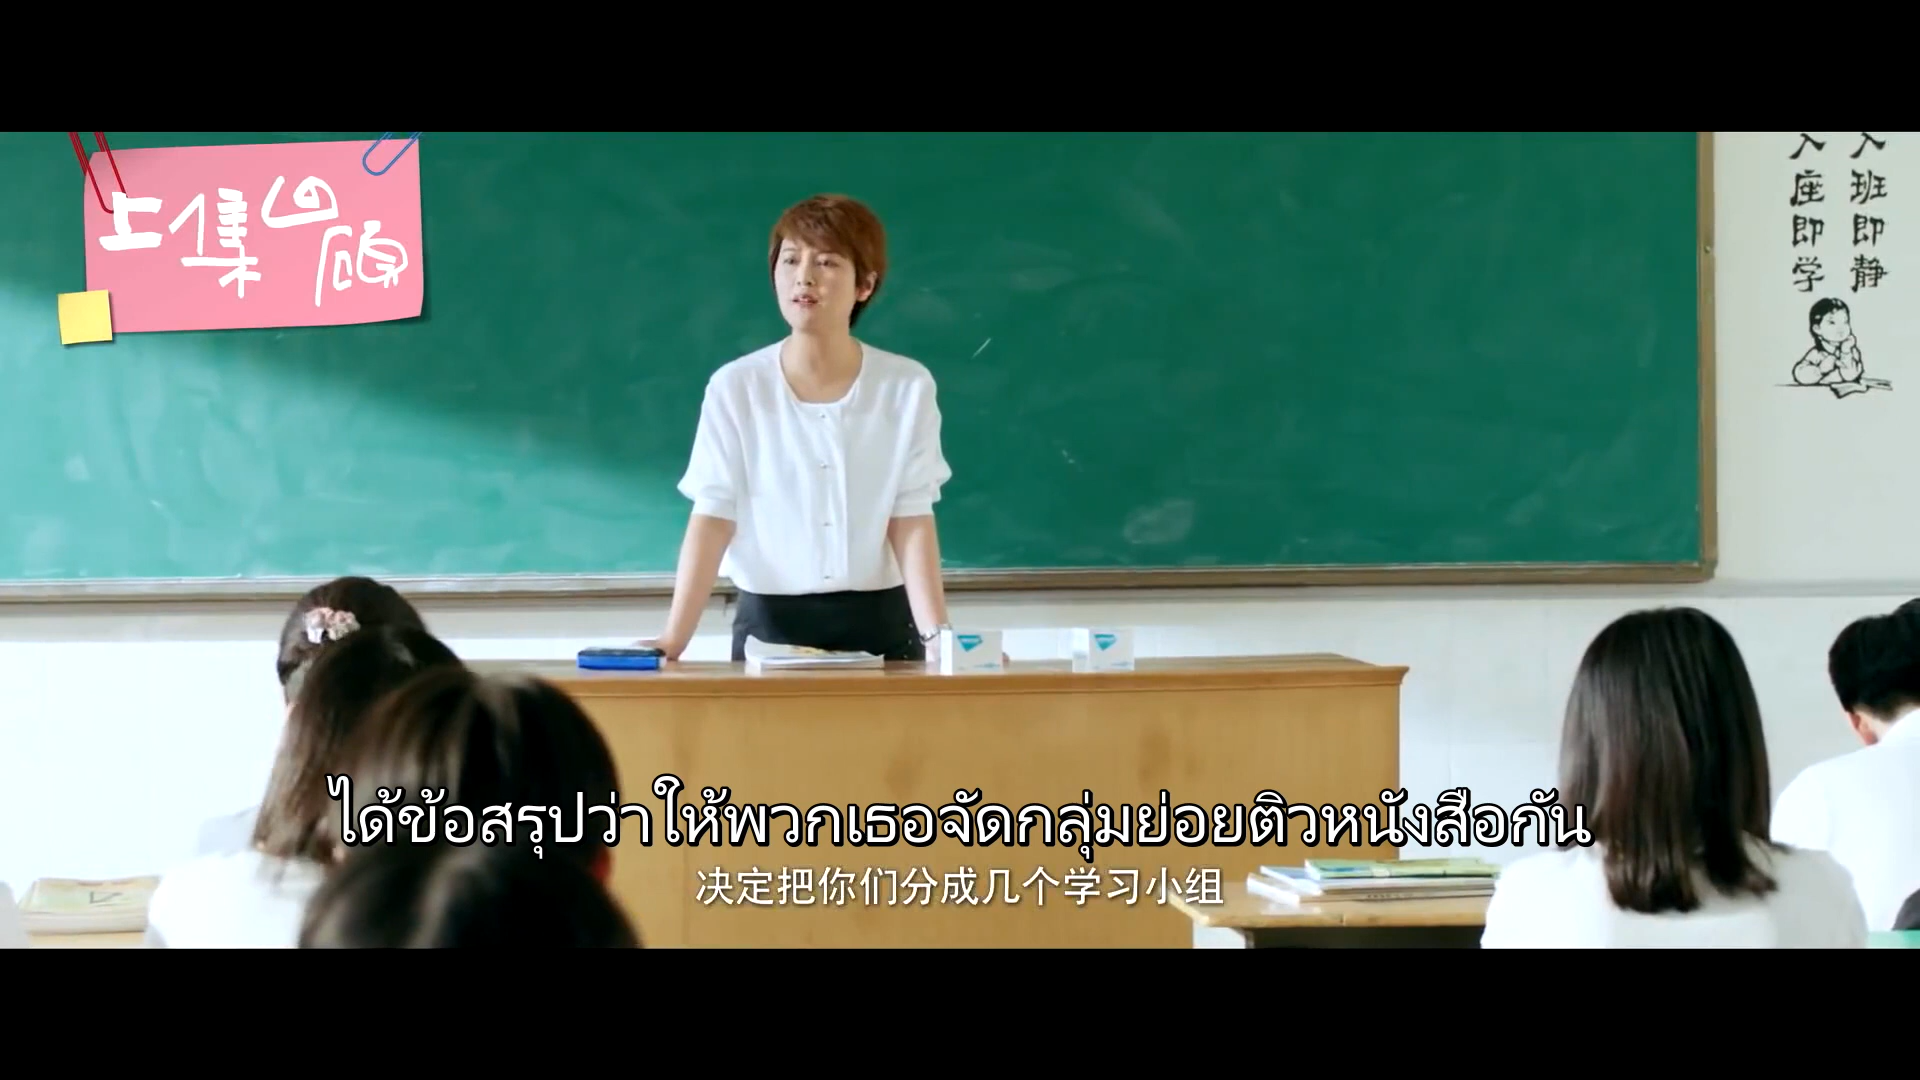 上集回顾
入班即静
入座即学
ได้ข้อสรุปว่าให้พวกเธอจัดกลุ่มย่อยติวหนังสือกัน
决定把你们分成几个学习小组